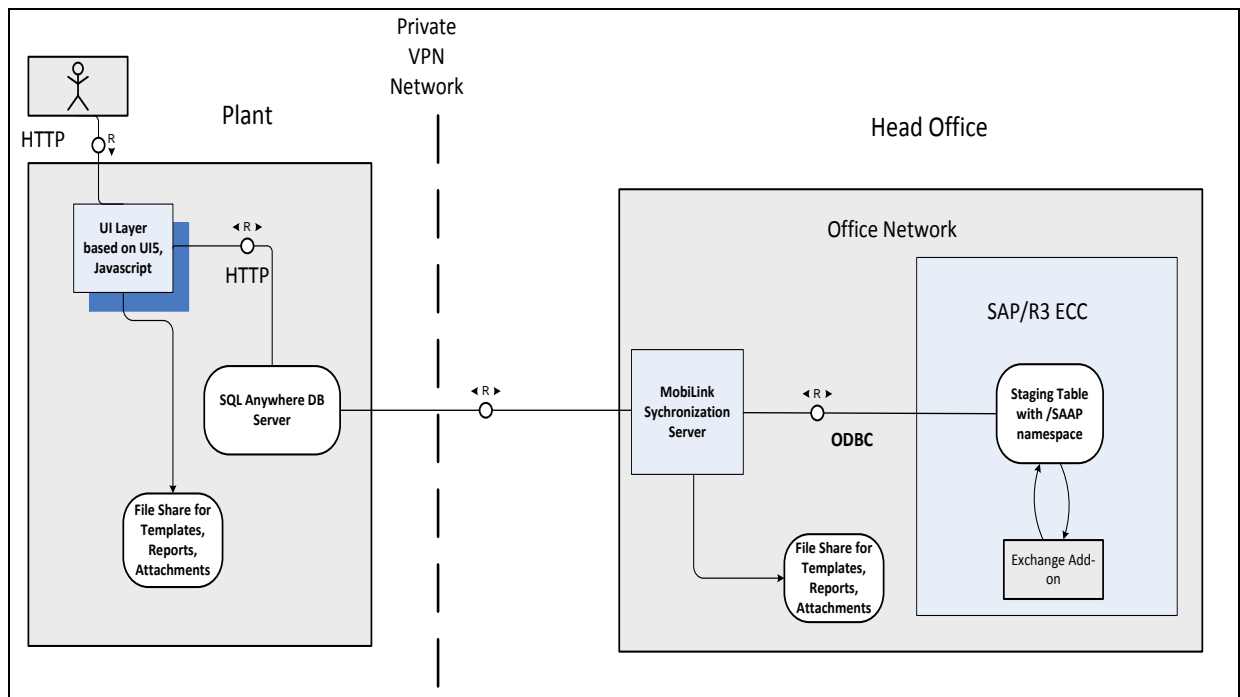 Private
VPN
Network
Plant
Head Office
HTTP
R
UI Layer
based on UI5,
Javascript
R
HTTP
SQL Anywhere DB
Server
File Share for
Templates,
Reports,
Attachments
R
Office Network
MobiLink
Sychronization
Server
R
ODBC
SAP/R3 ECC
Staging Table
with /SAAP
namespace
Exchange Add-
on
File Share for
Templates,
Reports,
Attachments